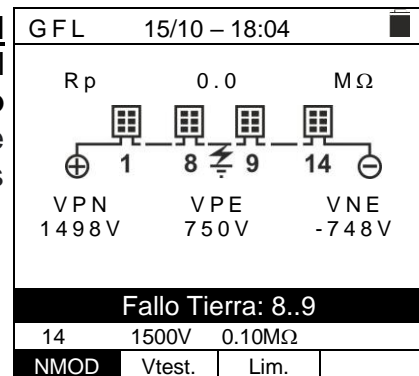 GFL 15/10 – 18:04
Rp 0.0 MΩ
1 8 9 14
VPN VPE VNE
1498V 750V -748V
Fallo Tierra: 8..9
14 1500V 0.10MΩ
NMOD Vtest. Lim.